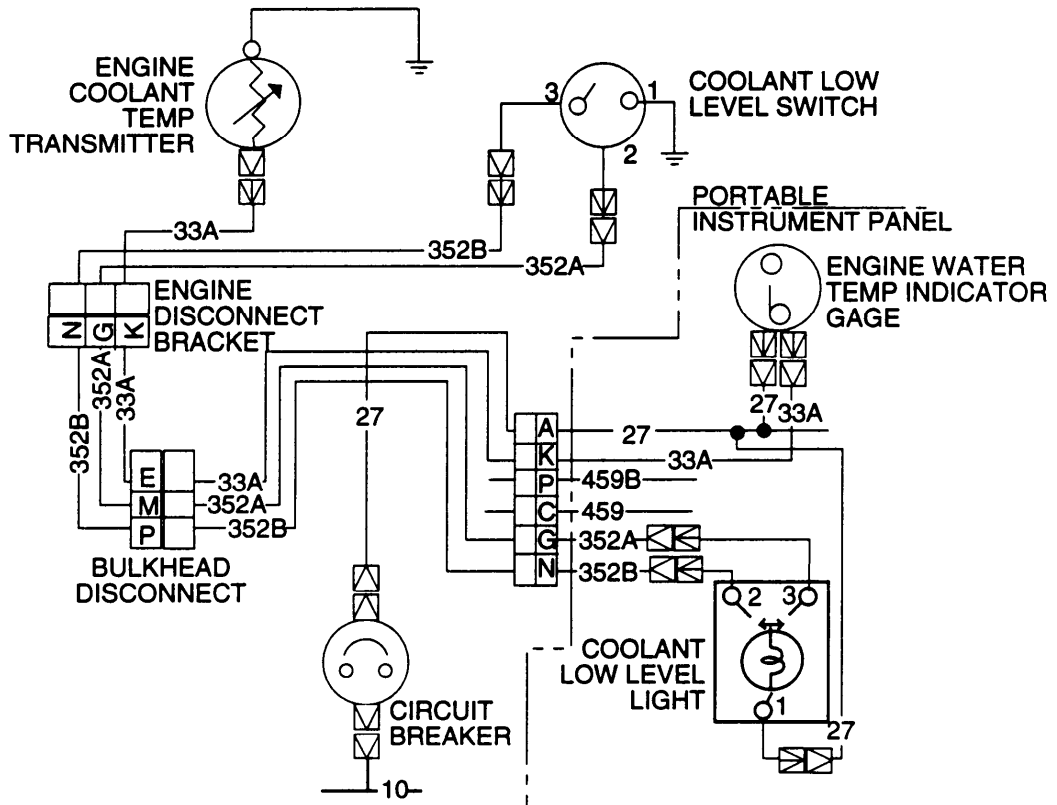 ENGINE
COOLANT
TEMP
TRANSMITTER
3
1
2
COOLANT LOW
LEVEL SWITCH
PORTABLE
INSTRUMENT PANEL
33A
352B
352A
ENGINE WATER
TEMP INDICATOR
GAGE
ENGINE
DISCONNECT
BRACKET
N G K
352B
352A
33A
27
27
33A
A
27
K
33A
P
459B
C
459
G
352A
N
352B
E
33A
M
352A
P
352B
BULKHEAD
DISCONNECT
2
3
1
COOLANT
LOW LEVEL
LIGHT
27
CIRCUIT
BREAKER
10